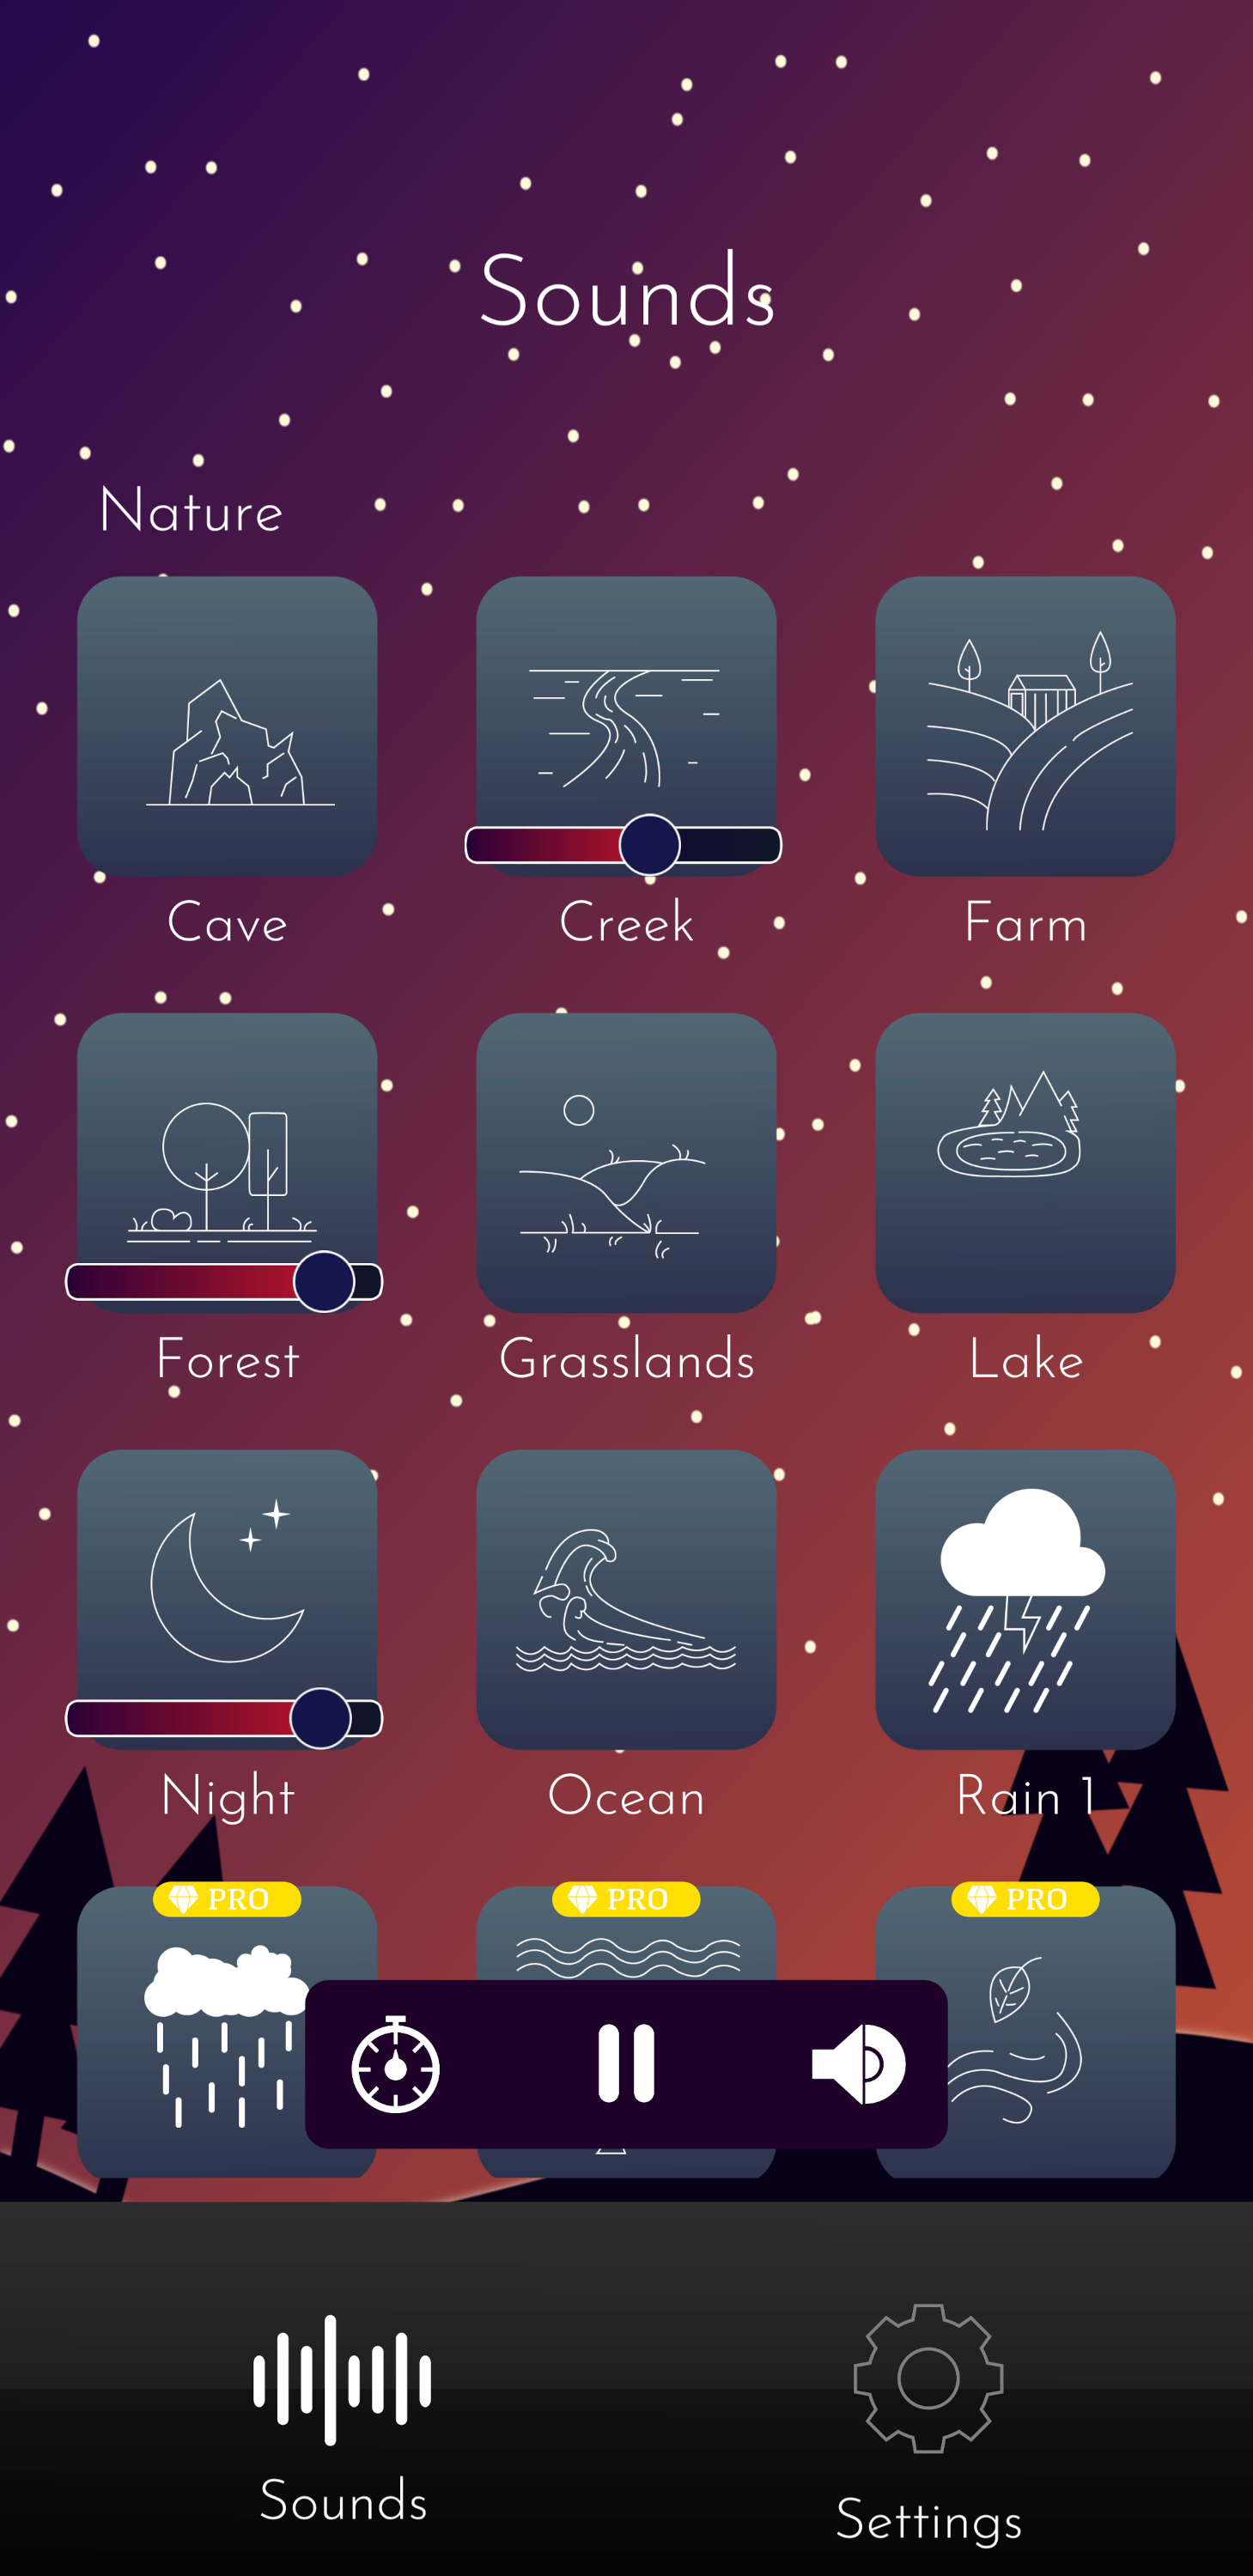 Sounds
Nature
Cave
Creek
Farm
Forest
Grasslands
Lake
Night
Ocean
Rain 1
PRO
PRO
PRO
Sounds
Settings